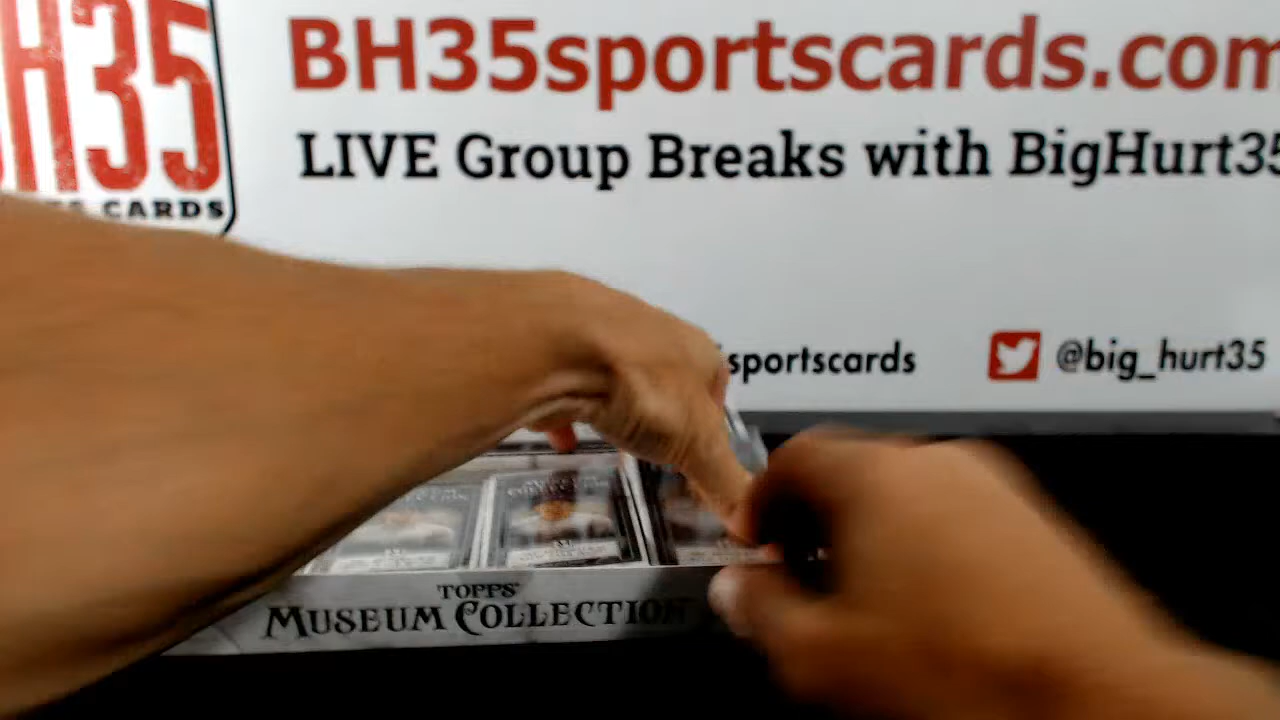 BH35sportscards.com
LIVE Group Breaks with BigHurt35
H35
CARDS
sportscards
@big_hurt35
TOPPS
MUSEUM COLLECTION